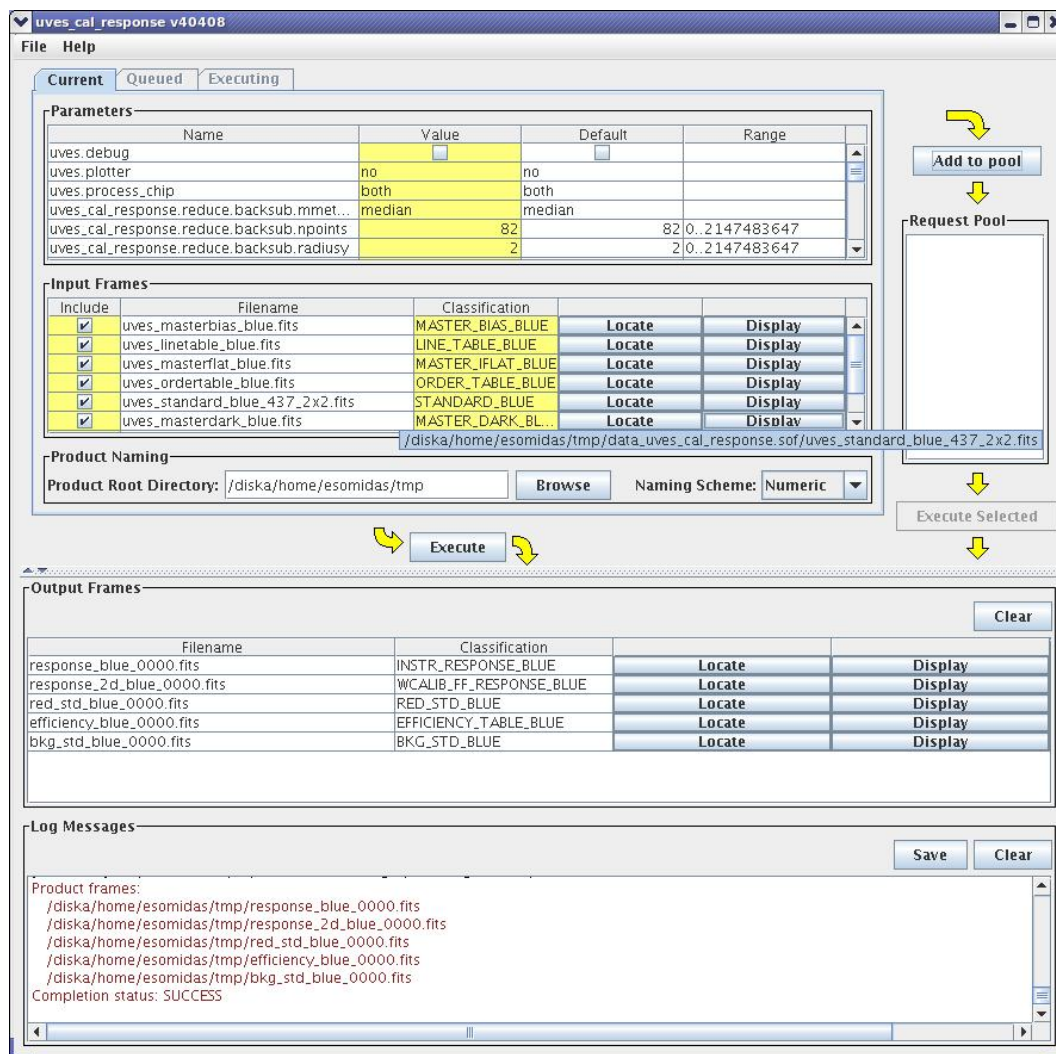 uves_cal_response v40408
File Help
Current Queued Executing
Parameters
Name Value Default Range
uves.debug
uves.plotter no no
uves.process_chip both both
uves_cal_response.reduce.backsub.mmet... median median
uves_cal_response.reduce.backsub.npoints 82 82 0..2147483647
uves_cal_response.reduce.backsub.radiusy 2 2 0..2147483647
Add to pool
Request Pool
Input Frames
Include Filename Classification
uves_masterbias_blue.fits MASTER_BIAS_BLUE Locate Display
uves_linetable_blue.fits LINE_TABLE_BLUE Locate Display
uves_masterflat_blue.fits MASTER_IFLAT_BLUE Locate Display
uves_ordertable_blue.fits ORDER_TABLE_BLUE Locate Display
uves_standard_blue_437_2x2.fits STANDARD_BLUE Locate Display
uves_masterdark_blue.fits MASTER_DARK_BL... Locate Display
/diska/home/esomidas/tmp/data_uves_cal_response.sof/uves_standard_blue_437_2x2.fits
Product Naming
Product Root Directory: /diska/home/esomidas/tmp Browse Naming Scheme: Numeric
Execute Selected
Execute
Output Frames
Clear
Filename Classification
response_blue_0000.fits INSTR_RESPONSE_BLUE Locate Display
response_2d_blue_0000.fits WCALIB_FF_RESPONSE_BLUE Locate Display
red_std_blue_0000.fits RED_STD_BLUE Locate Display
efficiency_blue_0000.fits EFFICIENCY_TABLE_BLUE Locate Display
bkg_std_blue_0000.fits BKG_STD_BLUE Locate Display
Log Messages
Save Clear
Product frames:
/diska/home/esomidas/tmp/response_blue_0000.fits
/diska/home/esomidas/tmp/response_2d_blue_0000.fits
/diska/home/esomidas/tmp/red_std_blue_0000.fits
/diska/home/esomidas/tmp/efficiency_blue_0000.fits
/diska/home/esomidas/tmp/bkg_std_blue_0000.fits
Completion status: SUCCESS